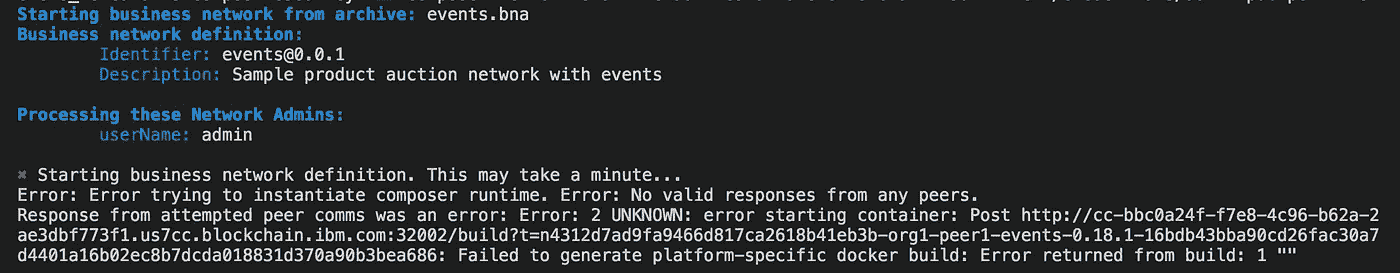 Starting business network from archive: events.bna
Business network definition:
Identifier: events@0.0.1
Description: Sample product auction network with events
Processing these Network Admins:
userName: admin
✖ Starting business network definition. This may take a minute...
Error: Error trying to instantiate composer runtime. Error: No valid responses from any peers.
Response from attempted peer comms was an error: Error: 2 UNKNOWN: error starting container: Post http://cc-bbc0a24f-f7e8-4c96-b62a-2
ae3dbf773f1.us7cc.blockchain.ibm.com:32002/build?t=n4312d7ad9fa9466d817ca2618b41eb3b-org1-peer1-events-0.18.1-16bdb43bba90cd26fac30a7
d4401a16b02ec8b7dcda018831d370a90b3bea686: Failed to generate platform-specific docker build: Error returned from build: 1 ""